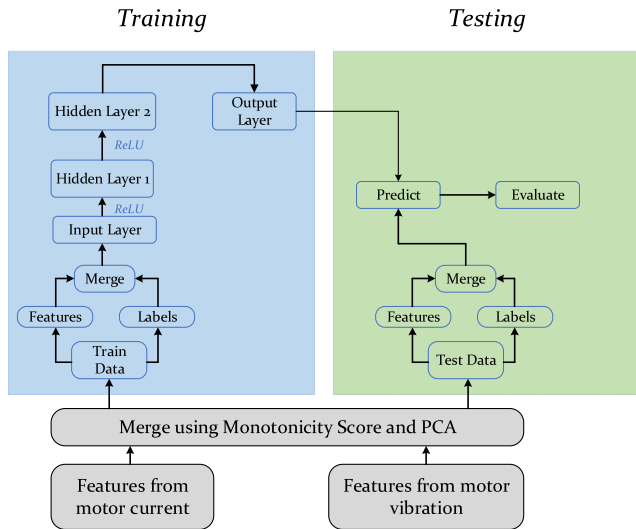 Training
Testing
Hidden Layer 2
Output
Layer
ReLU
Hidden Layer 1
Predict
Evaluate
ReLU
Input Layer
Merge
Merge
Features
Labels
Features
Labels
Train
Data
Test Data
Merge using Monotonicity Score and PCA
Features from
motor current
Features from motor
vibration